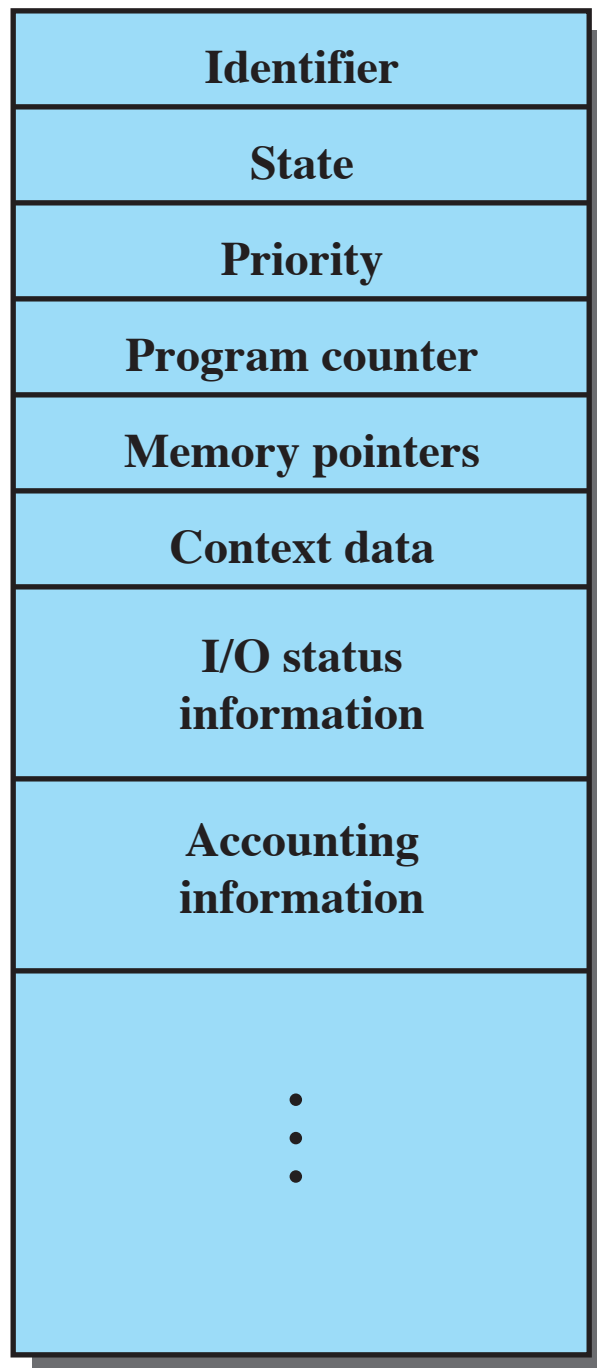 Identifier
State
Priority
Program counter
Memory pointers
Context data
I/O status
information
Accounting
information